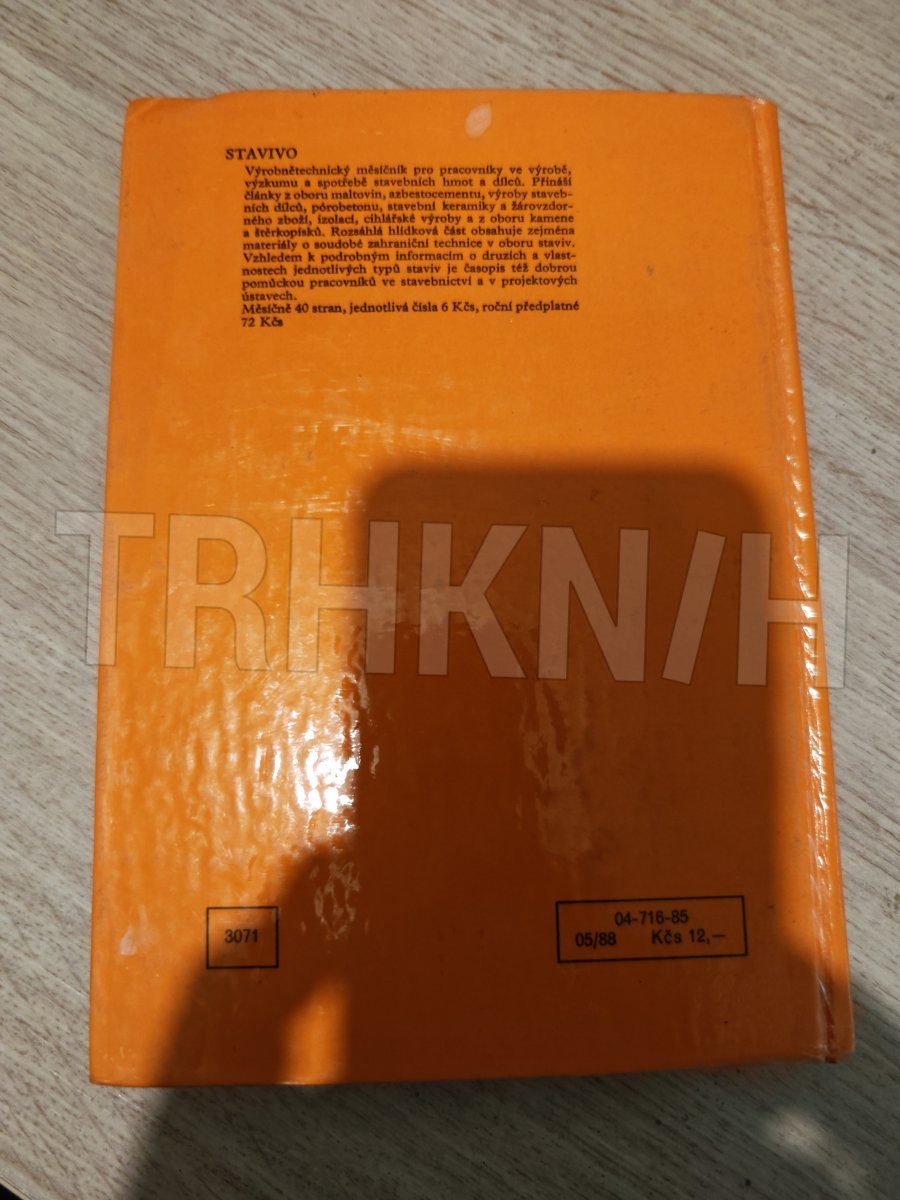 STAVIVO
Výrobnětechnický měsíčník pro pracovníky ve výrobě,
výzkumu a spotřebě stavebních hmot a dílců. Přináší
články z oboru maltovin, azbestocementu, výroby staveb-
ních dílců, pórobetonu, stavební keramiky a žárovzdor-
ného zboží, izolací, cihlářské výroby a z oboru kamene
a štěrkopísků. Rozsáhlá hlídková část obsahuje zejména
materiály o soudobé zahraniční technice v oboru staviv.
Vzhledem k podrobným informacím o druzích a vlast-
nostech jednotlivých typů staviv je časopis též dobrou
pomůckou pracovníků ve stavebnictví a v projektových
ústavech.
Měsíčně 40 stran, jednotlivá čísla 6 Kčs, roční předplatné
72 Kčs
TRHKN/H
3071
04-716-85
05/88 Kčs 12,—